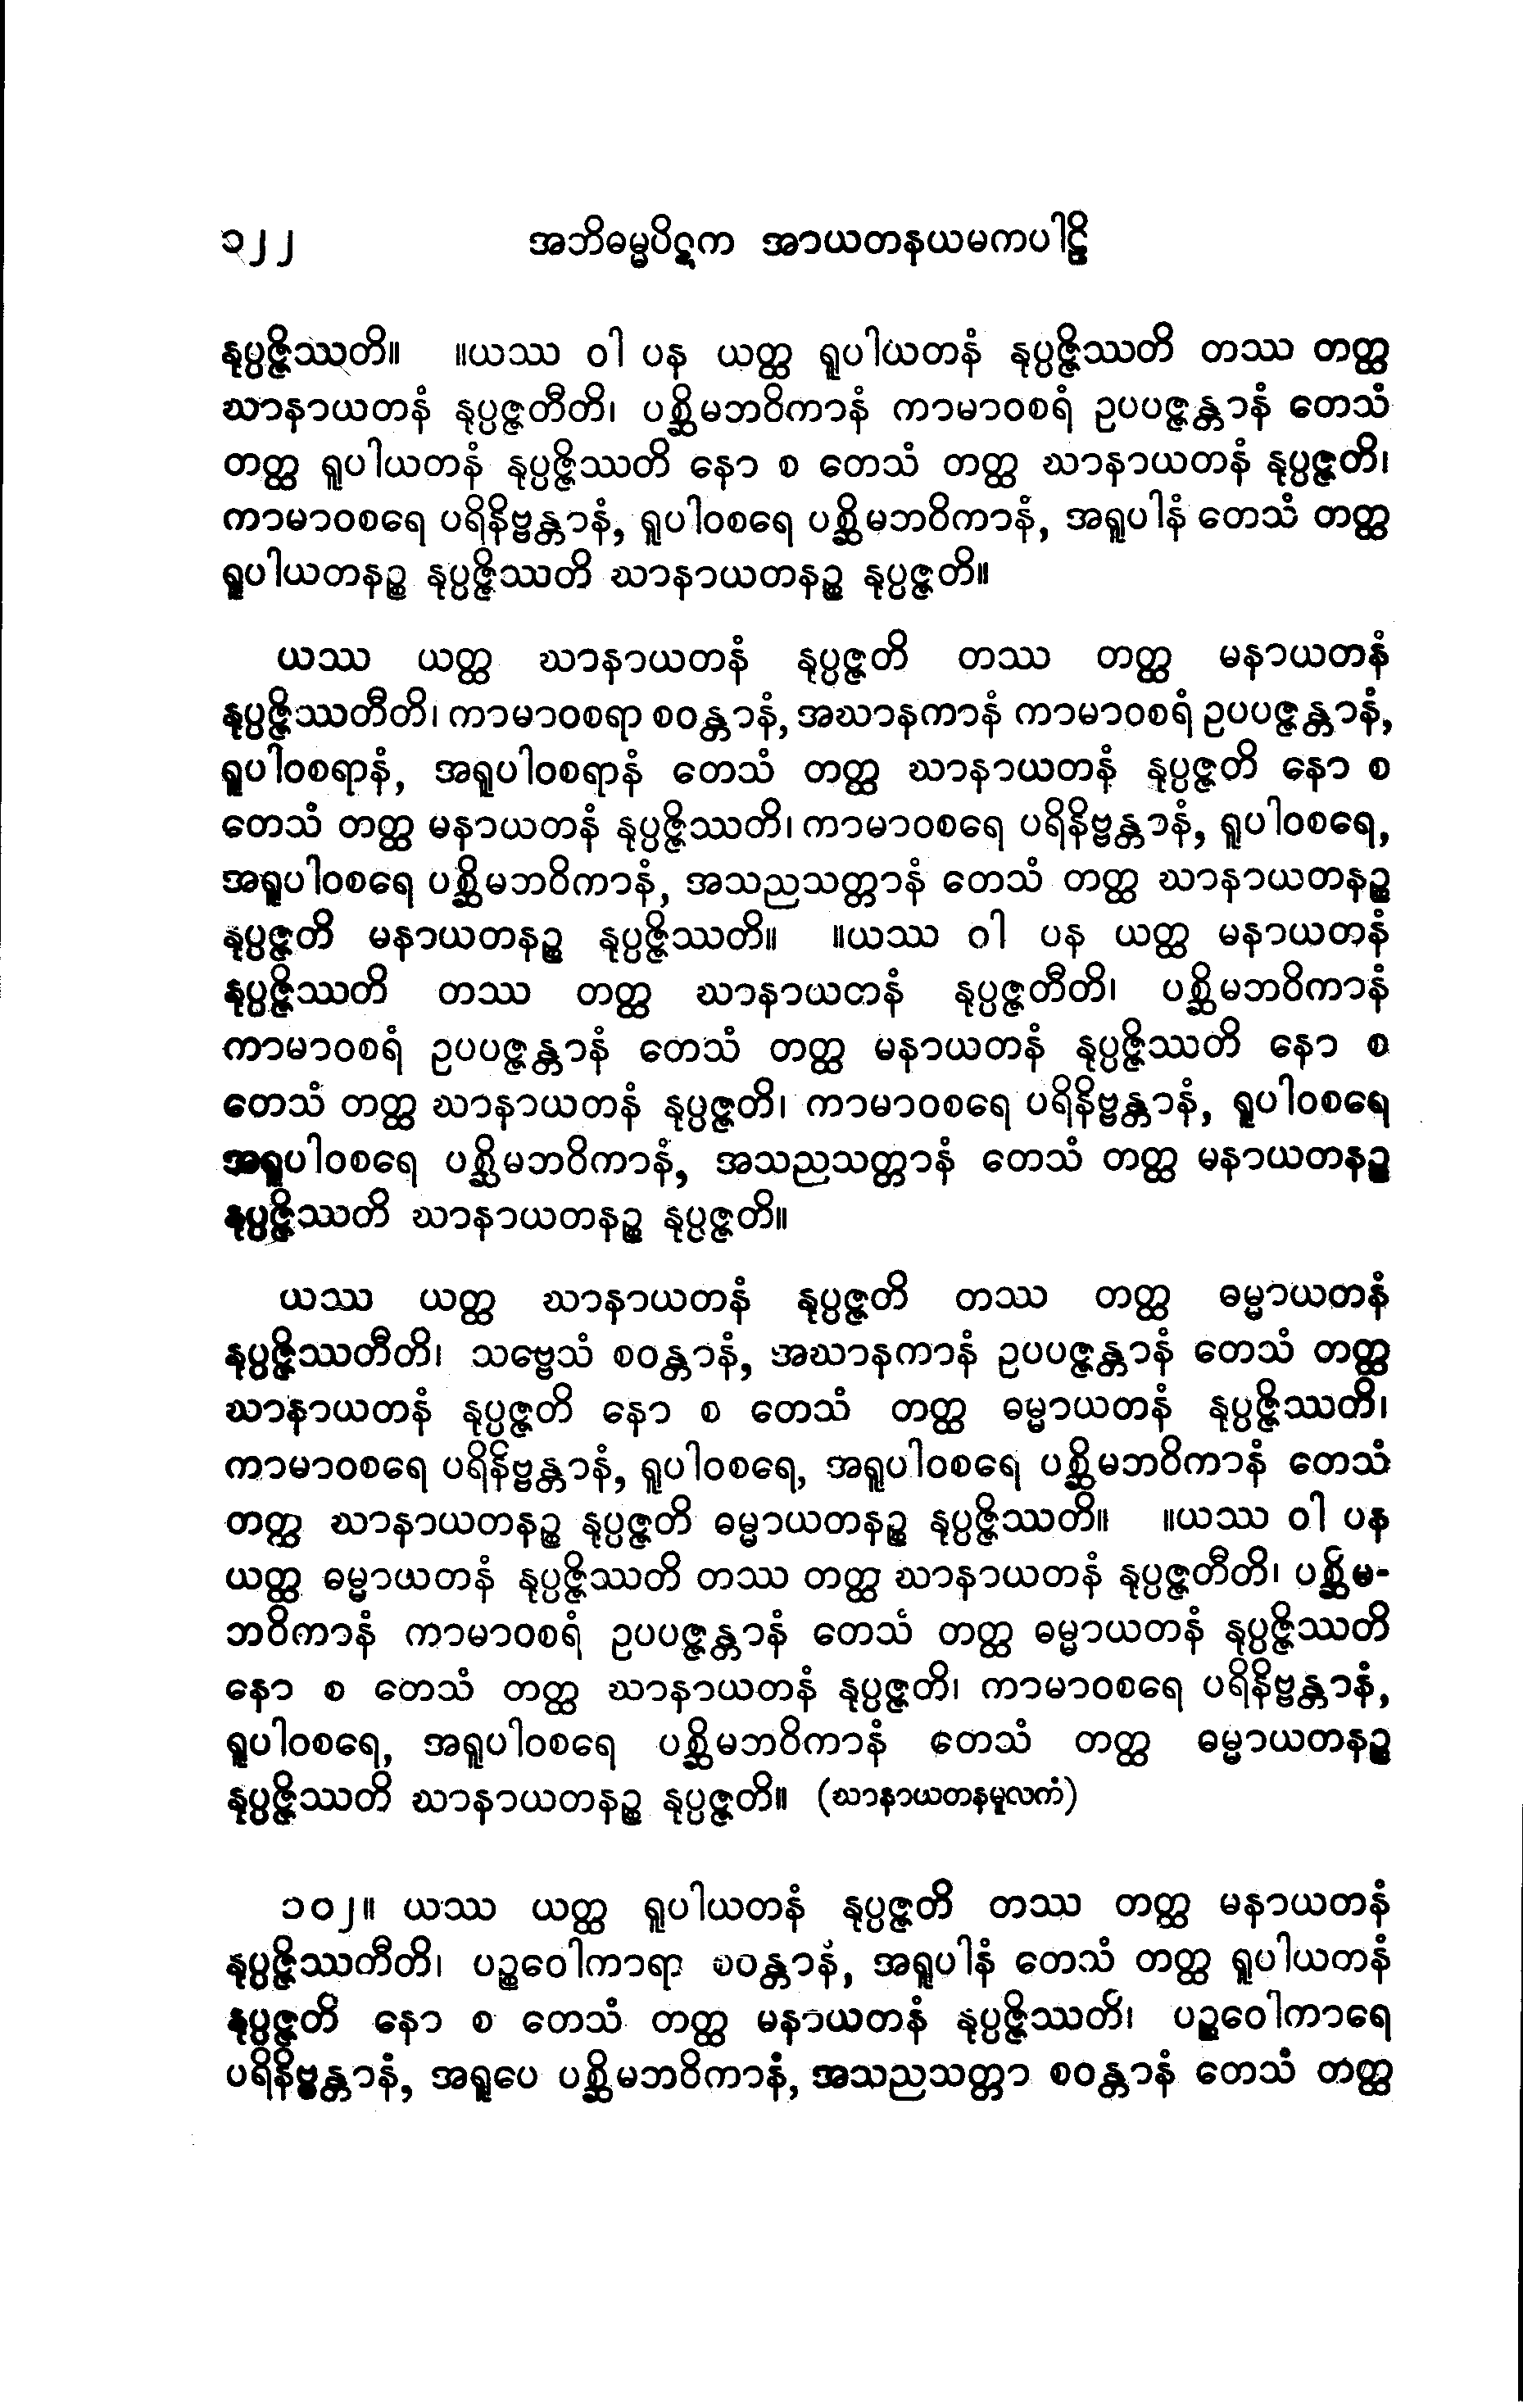 ၁၂၂ အဘိဓမ္မပိဋက အာယတနယမကပါဠိ
နုပ္ပဇ္ဇိဿတိ။ ။ယဿ ဝါ ပန ယတ္ထ ရူပါယတနံ နုပ္ပဇ္ဇိဿတိ တဿ တတ္ထ
ဃာနာယတနံ နုပ္ပဇ္ဇတီတိ၊ ပစ္ဆိမဘဝိကာနံ ကာမာဝစရံ ဥပပဇ္ဇန္တာနံ တေသံ
တတ္ထ ရူပါယတနံ နုပ္ပဇ္ဇိဿတိ နော စ တေသံ တတ္ထ ဃာနာယတနံ နုပ္ပဇ္ဇတိ၊
ကာမာဝစရေ ပရိနိဗ္ဗန္တာနံ, ရူပါဝစရေ ပစ္ဆိမဘဝိကာနံ, အရူပါနံ တေသံ တတ္ထ
ရူပါယတနဉ္စ နုပ္ပဇ္ဇိဿတိ ဃာနာယတနဉ္စ နုပ္ပဇ္ဇတိ။
ယဿ ယတ္ထ ဃာနာယတနံ နုပ္ပဇ္ဇတိ တဿ တတ္ထ မနာယတနံ
နုပ္ပဇ္ဇိဿတီတိ၊ ကာမာဝစရာ စဝန္တာနံ, အဃာနကာနံ ကာမာဝစရံ ဥပပဇ္ဇန္တာနံ,
ရူပါဝစရာနံ, အရူပါဝစရာနံ တေသံ တတ္ထ ဃာနာယတနံ နုပ္ပဇ္ဇတိ နော စ
တေသံ တတ္ထ မနာယတနံ နုပ္ပဇ္ဇိဿတိ၊ ကာမာဝစရေ ပရိနိဗ္ဗန္တာနံ, ရူပါဝစရေ,
အရူပါဝစရေ ပစ္ဆိမဘဝိကာနံ, အသညသတ္တာနံ တေသံ တတ္ထ ဃာနာယတနဉ္စ
နုပ္ပဇ္ဇတိ မနာယတနဉ္စ နုပ္ပဇ္ဇိဿတိ။ ။ယဿ ဝါ ပန ယတ္ထ မနာယတနံ
နုပ္ပဇ္ဇိဿတိ တဿ တတ္ထ ဃာနာယတနံ နုပ္ပဇ္ဇတီတိ၊ ပစ္ဆိမဘဝိကာနံ
ကာမာဝစရံ ဥပပဇ္ဇန္တာနံ တေသံ တတ္ထ မနာယတနံ နုပ္ပဇ္ဇိဿတိ နော စ
တေသံ တတ္ထ ဃာနာယတနံ နုပ္ပဇ္ဇတိ၊ ကာမာဝစရေ ပရိနိဗ္ဗန္တာနံ, ရူပါဝစရေ
အရူပါဝစရေ ပစ္ဆိမဘဝိကာနံ, အသညသတ္တာနံ တေသံ တတ္ထ မနာယတနဉ္စ
နုပ္ပဇ္ဇိဿတိ ဃာနာယတနဉ္စ နုပ္ပဇ္ဇတိ။
ယဿ ယတ္ထ ဃာနာယတနံ နုပ္ပဇ္ဇတိ တဿ တတ္ထ ဓမ္မာယတနံ
နုပ္ပဇ္ဇိဿတီတိ၊ သဗ္ဗေသံ စဝန္တာနံ, အဃာနကာနံ ဥပပဇ္ဇန္တာနံ တေသံ တတ္ထ
ဃာနာယတနံ နုပ္ပဇ္ဇတိ နော စ တေသံ တတ္ထ ဓမ္မာယတနံ နုပ္ပဇ္ဇိဿတိ၊
ကာမာဝစရေ ပရိနိဗ္ဗန္တာနံ, ရူပါဝစရေ, အရူပါဝစရေ ပစ္ဆိမဘဝိကာနံ တေသံ
တတ္ထ ဃာနာယတနဉ္စ နုပ္ပဇ္ဇတိ ဓမ္မာယတနဉ္စ နုပ္ပဇ္ဇိဿတိ။ ။ယဿ ဝါ ပန
ယတ္ထ ဓမ္မာယတနံ နုပ္ပဇ္ဇိဿတိ တဿ တတ္ထ ဃာနာယတနံ နုပ္ပဇ္ဇတီတိ၊ ပစ္ဆိမ-
ဘဝိကာနံ ကာမာဝစရံ ဥပပဇ္ဇန္တာနံ တေသံ တတ္ထ ဓမ္မာယတနံ နုပ္ပဇ္ဇိဿတိ
နော စ တေသံ တတ္ထ ဃာနာယတနံ နုပ္ပဇ္ဇတိ၊ ကာမာဝစရေ ပရိနိဗ္ဗန္တာနံ,
ရူပါဝစရေ, အရူပါဝစရေ ပစ္ဆိမဘဝိကာနံ တေသံ တတ္ထ ဓမ္မာယတနဉ္စ
နုပ္ပဇ္ဇိဿတိ ဃာနာယတနဉ္စ နုပ္ပဇ္ဇတိ။ (ဃာနာယတနမူလကံ)
၁၀၂။ ယဿ ယတ္ထ ရူပါယတနံ နုပ္ပဇ္ဇတိ တဿ တတ္ထ မနာယတနံ
နုပ္ပဇ္ဇိဿတီတိ၊ ပဉ္စဝေါကာရာ စဝန္တာနံ, အရူပါနံ တေသံ တတ္ထ ရူပါယတနံ
နုပ္ပဇ္ဇတိ နော စ တေသံ တတ္ထ မနာယတနံ နုပ္ပဇ္ဇိဿတိ၊ ပဉ္စဝေါကာရေ
ပရိနိဗ္ဗန္တာနံ, အရူပေ ပစ္ဆိမဘဝိကာနံ, အသညသတ္တာ စဝန္တာနံ တေသံ တတ္ထ